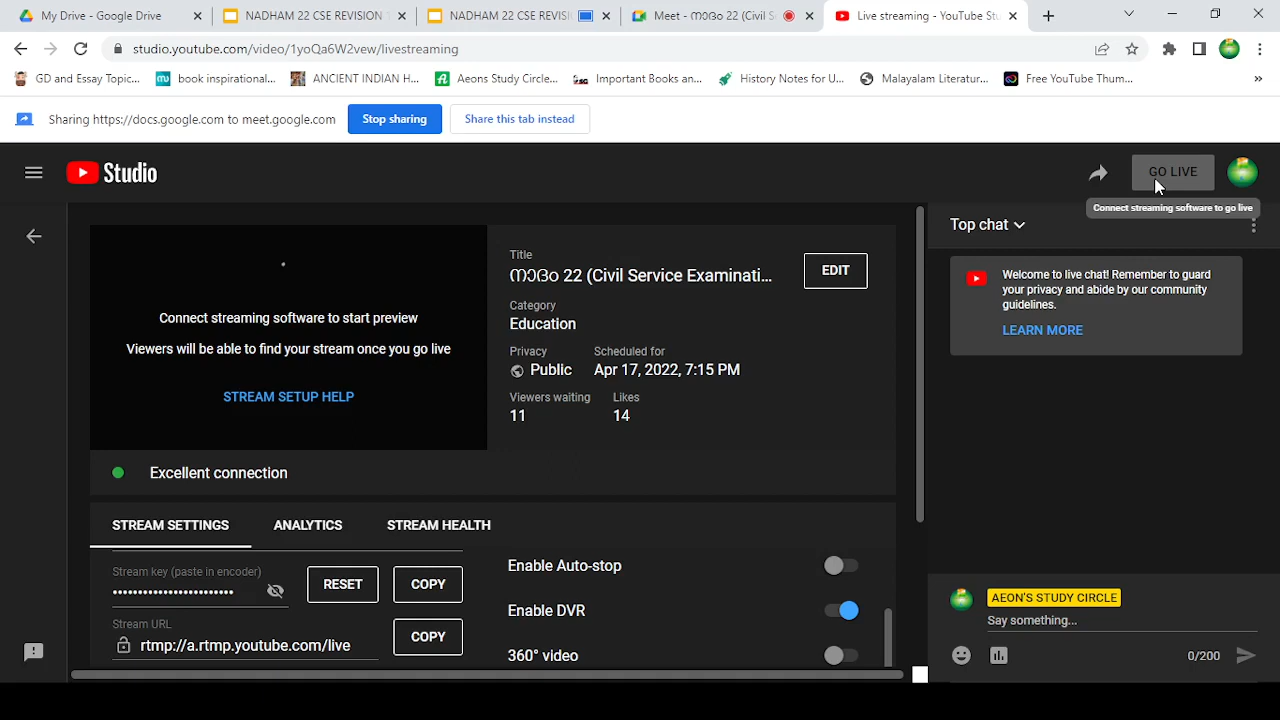 My Drive - Google Drive
NADHAM 22 CSE REVISION
NADHAM 22 CSE REVISI
Meet - നാദം 22 (Civil S
Live streaming - YouTube Stu
studio.youtube.com/video/1yoQa6W2vew/livestreaming
GD and Essay Topic...
book inspirational...
ANCIENT INDIAN H...
Aeons Study Circle...
Important Books an...
History Notes for U...
Malayalam Literatur...
Free YouTube Thum...
»
Sharing https://docs.google.com to meet.google.com
Stop sharing
Share this tab instead
Studio
GO LIVE
Connect streaming software to go live
Top chat
Welcome to live chat! Remember to guard
your privacy and abide by our community
guidelines.
LEARN MORE
Connect streaming software to start preview
Viewers will be able to find your stream once you go live
STREAM SETUP HELP
Title
നാദം 22 (Civil Service Examinati...
EDIT
Category
Education
Privacy
Public
Scheduled for
Apr 17, 2022, 7:15 PM
Viewers waiting
11
Likes
14
Excellent connection
STREAM SETTINGS
ANALYTICS
STREAM HEALTH
Stream key (paste in encoder)
••••••••••••••••••••••••
RESET
COPY
Stream URL
rtmp://a.rtmp.youtube.com/live
COPY
Enable Auto-stop
Enable DVR
360° video
AEON'S STUDY CIRCLE
Say something...
0/200